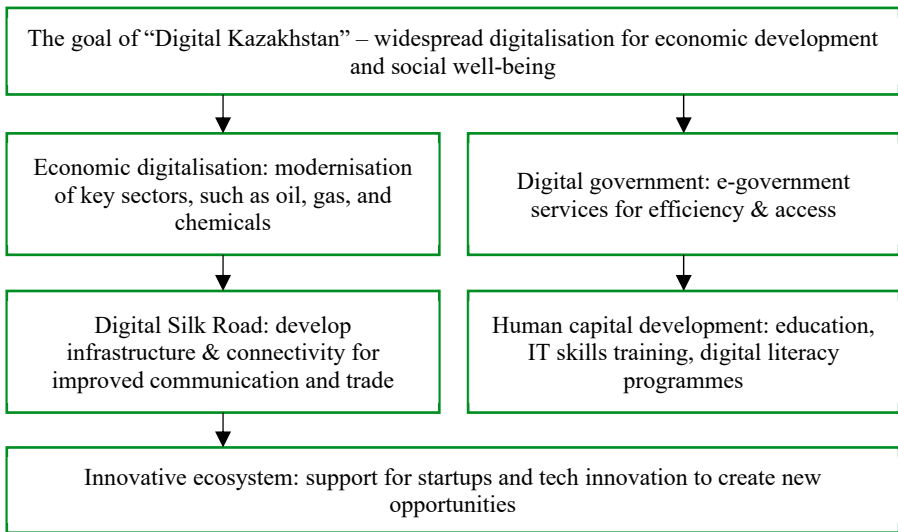 The goal of “Digital Kazakhstan” – widespread digitalisation for economic development
and social well-being
Economic digitalisation: modernisation
of key sectors, such as oil, gas, and
chemicals
Digital government: e-government
services for efficiency & access
Digital Silk Road: develop
infrastructure & connectivity for
improved communication and trade
Human capital development: education,
IT skills training, digital literacy
programmes
Innovative ecosystem: support for startups and tech innovation to create new
opportunities